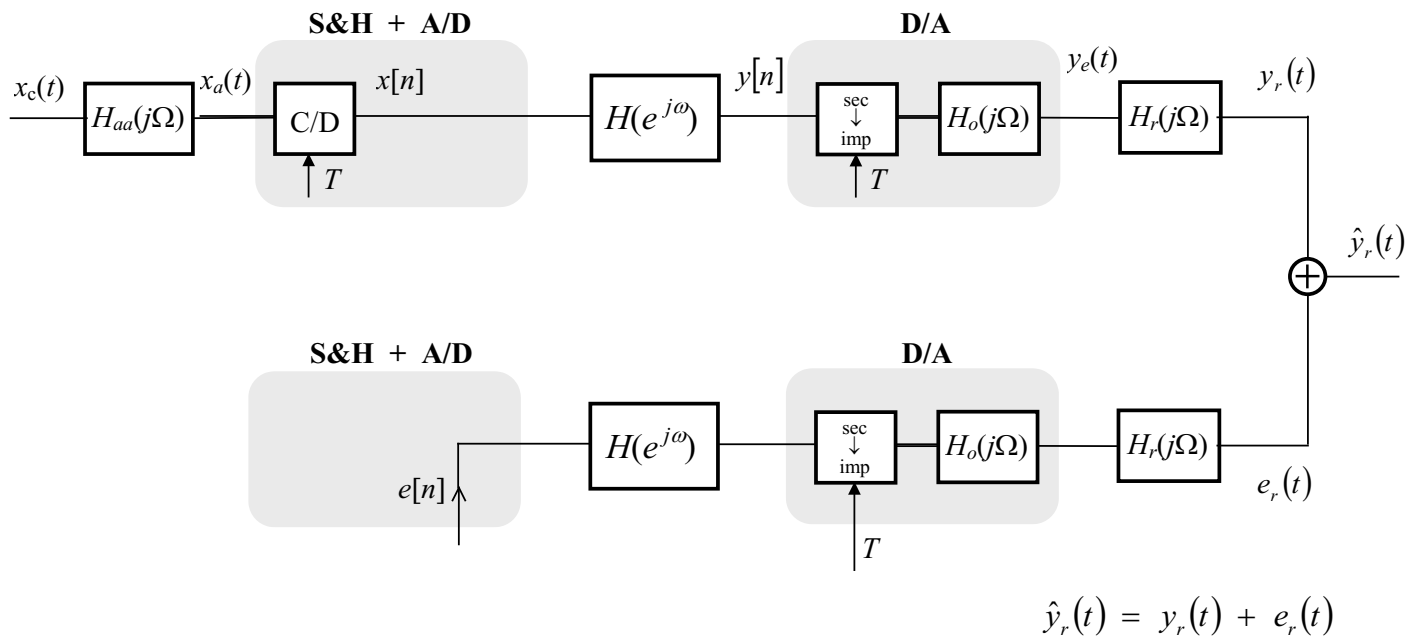 S&H + A/D
D/A
x_c(t)
H_aa(jΩ)
x_a(t)
C/D
T
x[n]
H(e^{jω})
y[n]
sec
↓
imp
T
H_o(jΩ)
y_e(t)
H_r(jΩ)
y_r(t)
ŷ_r(t)
+
S&H + A/D
D/A
e[n]
H(e^{jω})
sec
↓
imp
T
H_o(jΩ)
H_r(jΩ)
e_r(t)
ŷ_r(t) = y_r(t) + e_r(t)